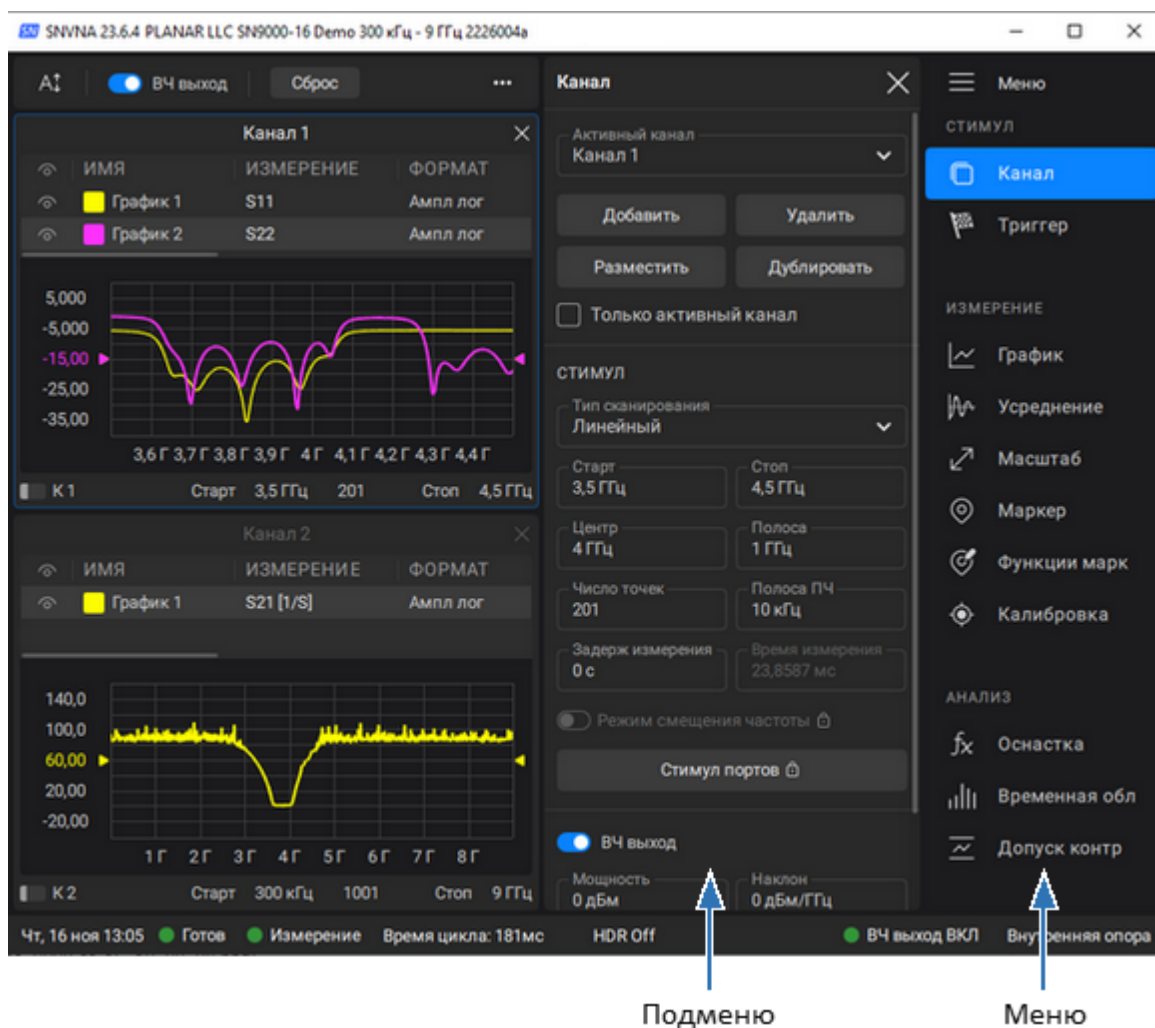 SNVNA 23.6.4 PLANAR LLC SN9000-16 Demo 300 кГц - 9 ГГц 2226004a
ВЧ выход Сброс ...
Канал 1
ИМЯ ИЗМЕРЕНИЕ ФОРМАТ
График 1 S11 Ампл лог
График 2 S22 Ампл лог
5,000
-5,000
-15,00
-25,00
-35,00
3,6 Г 3,7 Г 3,8 Г 3,9 Г 4 Г 4,1 Г 4,2 Г 4,3 Г 4,4 Г
К 1 Старт 3,5 ГГц 201 Стоп 4,5 ГГц
Канал 2
ИМЯ ИЗМЕРЕНИЕ ФОРМАТ
График 1 S21 [1/S] Ампл лог
140,0
100,0
60,00
20,00
-20,00
1 Г 2 Г 3 Г 4 Г 5 Г 6 Г 7 Г 8 Г
К 2 Старт 300 кГц 1001 Стоп 9 ГГц
Канал
Активный канал
Канал 1
Добавить Удалить
Разместить Дублировать
Только активный канал
СТИМУЛ
Тип сканирования
Линейный
Старт Стоп
3,5 ГГц 4,5 ГГц
Центр Полоса
4 ГГц 1 ГГц
Число точек Полоса ПЧ
201 10 кГц
Задерж измерения Время измерения
0 с 23,8587 мс
Режим смещения частоты
Стимул портов
ВЧ выход
Мощность Наклон
0 дБм 0 дБм/ГГц
Меню
СТИМУЛ
Канал
Триггер
ИЗМЕРЕНИЕ
График
Усреднение
Масштаб
Маркер
Функции марк
Калибровка
АНАЛИЗ
Оснастка
Временная обл
Допуск контр
Чт, 16 ноя 13:05 Готов Измерение Время цикла: 181мс HDR Off ВЧ выход ВКЛ Внутренняя опора
Подменю Меню